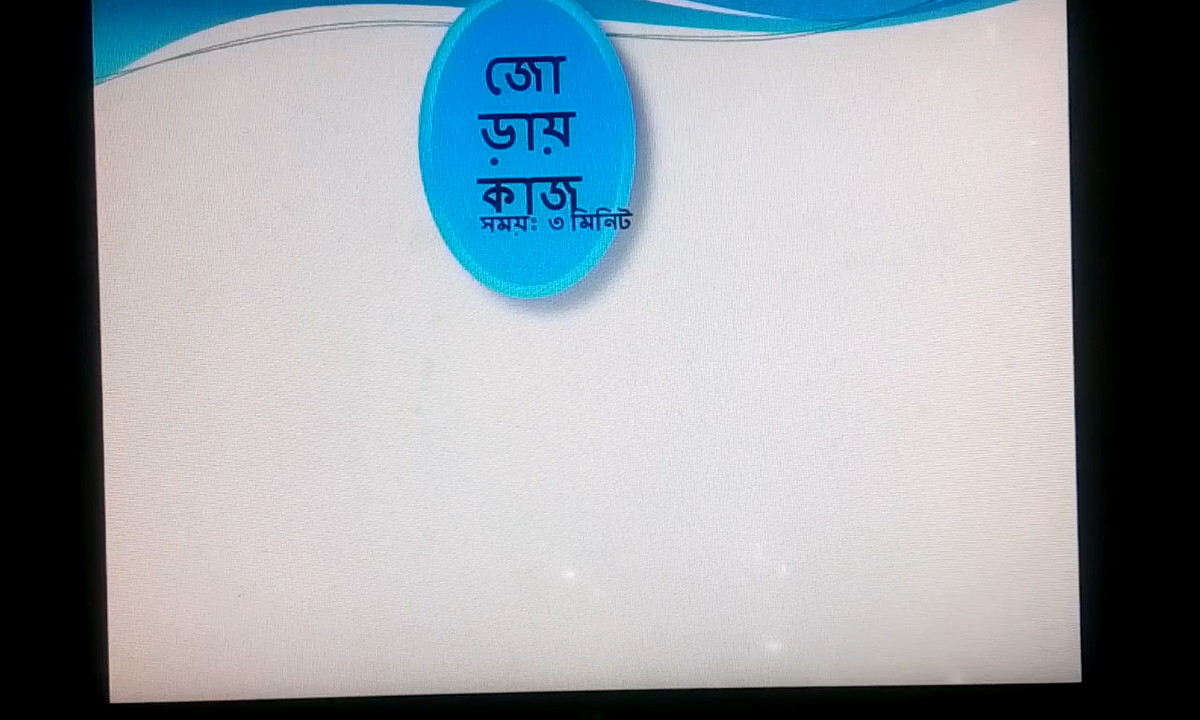 জো
ড়ায়
কাজ
সময়ঃ ৩ মিনিট